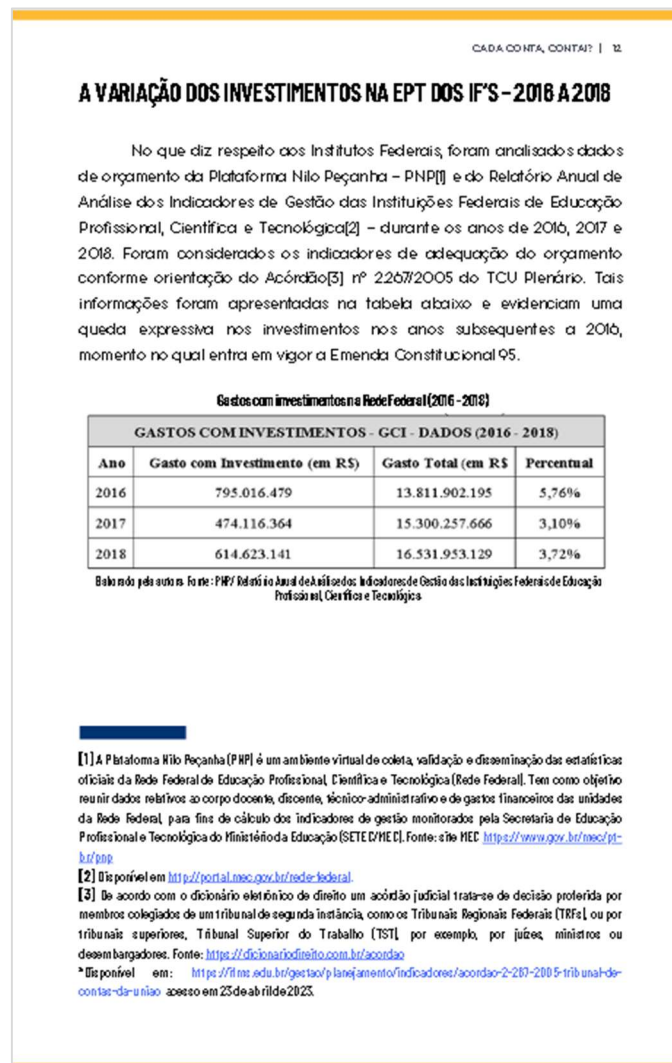 CADA CONTA, CONTAI? | 12
A VARIAÇÃO DOS INVESTIMENTOS NA EPT DOS IF'S – 2016 A 2018
No que diz respeito aos Institutos Federais, foram analisados dados
de orçamento da Plataforma Nilo Peçanha – PNP[1] e do Relatório Anual de
Análise dos Indicadores de Gestão das Instituições Federais de Educação
Profissional, Científica e Tecnológica[2] – durante os anos de 2016, 2017 e
2018. Foram considerados os indicadores de adequação do orçamento
conforme orientação do Acórdão[3] nº 2.267/2005 do TCU Plenário. Tais
informações foram apresentadas na tabela abaixo e evidenciam uma
queda expressiva nos investimentos nos anos subsequentes a 2016,
momento no qual entra em vigor a Emenda Constitucional 95.
Gastos com investimentos na Rede Federal (2016 - 2018)
GASTOS COM INVESTIMENTOS - GCI - DADOS (2016 - 2018)
Ano Gasto com Investimento (em R$) Gasto Total (em R$ Percentual
2016 795.016.479 13.811.902.195 5,76%
2017 474.116.364 15.300.257.666 3,10%
2018 614.623.141 16.531.953.129 3,72%
Elaborado pela autora. Fonte: PNP/ Relatório Anual de Análise dos Indicadores de Gestão das Instituições Federais de Educação
Profissional, Científica e Tecnológica.
[1] A Plataforma Nilo Peçanha (PNP) é um ambiente virtual de coleta, validação e disseminação das estatísticas
oficiais da Rede Federal de Educação Profissional, Científica e Tecnológica (Rede Federal). Tem como objetivo
reunir dados relativos ao corpo docente, discente, técnico-administrativo e de gastos financeiros das unidades
da Rede Federal, para fins de cálculo dos indicadores de gestão monitorados pela Secretaria de Educação
Profissional e Tecnológica do Ministério da Educação (SETEC/MEC). Fonte: site MEC https://www.gov.br/mec/pt-
br/pnp
[2] Disponível em http://portal.mec.gov.br/rede-federal.
[3] De acordo com o dicionário eletrônico de direito um acórdão judicial trata-se de decisão proferida por
membros colegiados de um tribunal de segunda instância, como os Tribunais Regionais Federais (TRFs), ou por
tribunais superiores, Tribunal Superior do Trabalho (TST), por exemplo, por juízes, ministros ou
desembargadores. Fonte: https://dicionariodireito.com.br/acordao
Disponível em: https://ifms.edu.br/gestao/planejamento/indicadores/acordao-2-267-2005-tribunal-de-
contas-da-uniao acesso em 23 de abril de 2023.